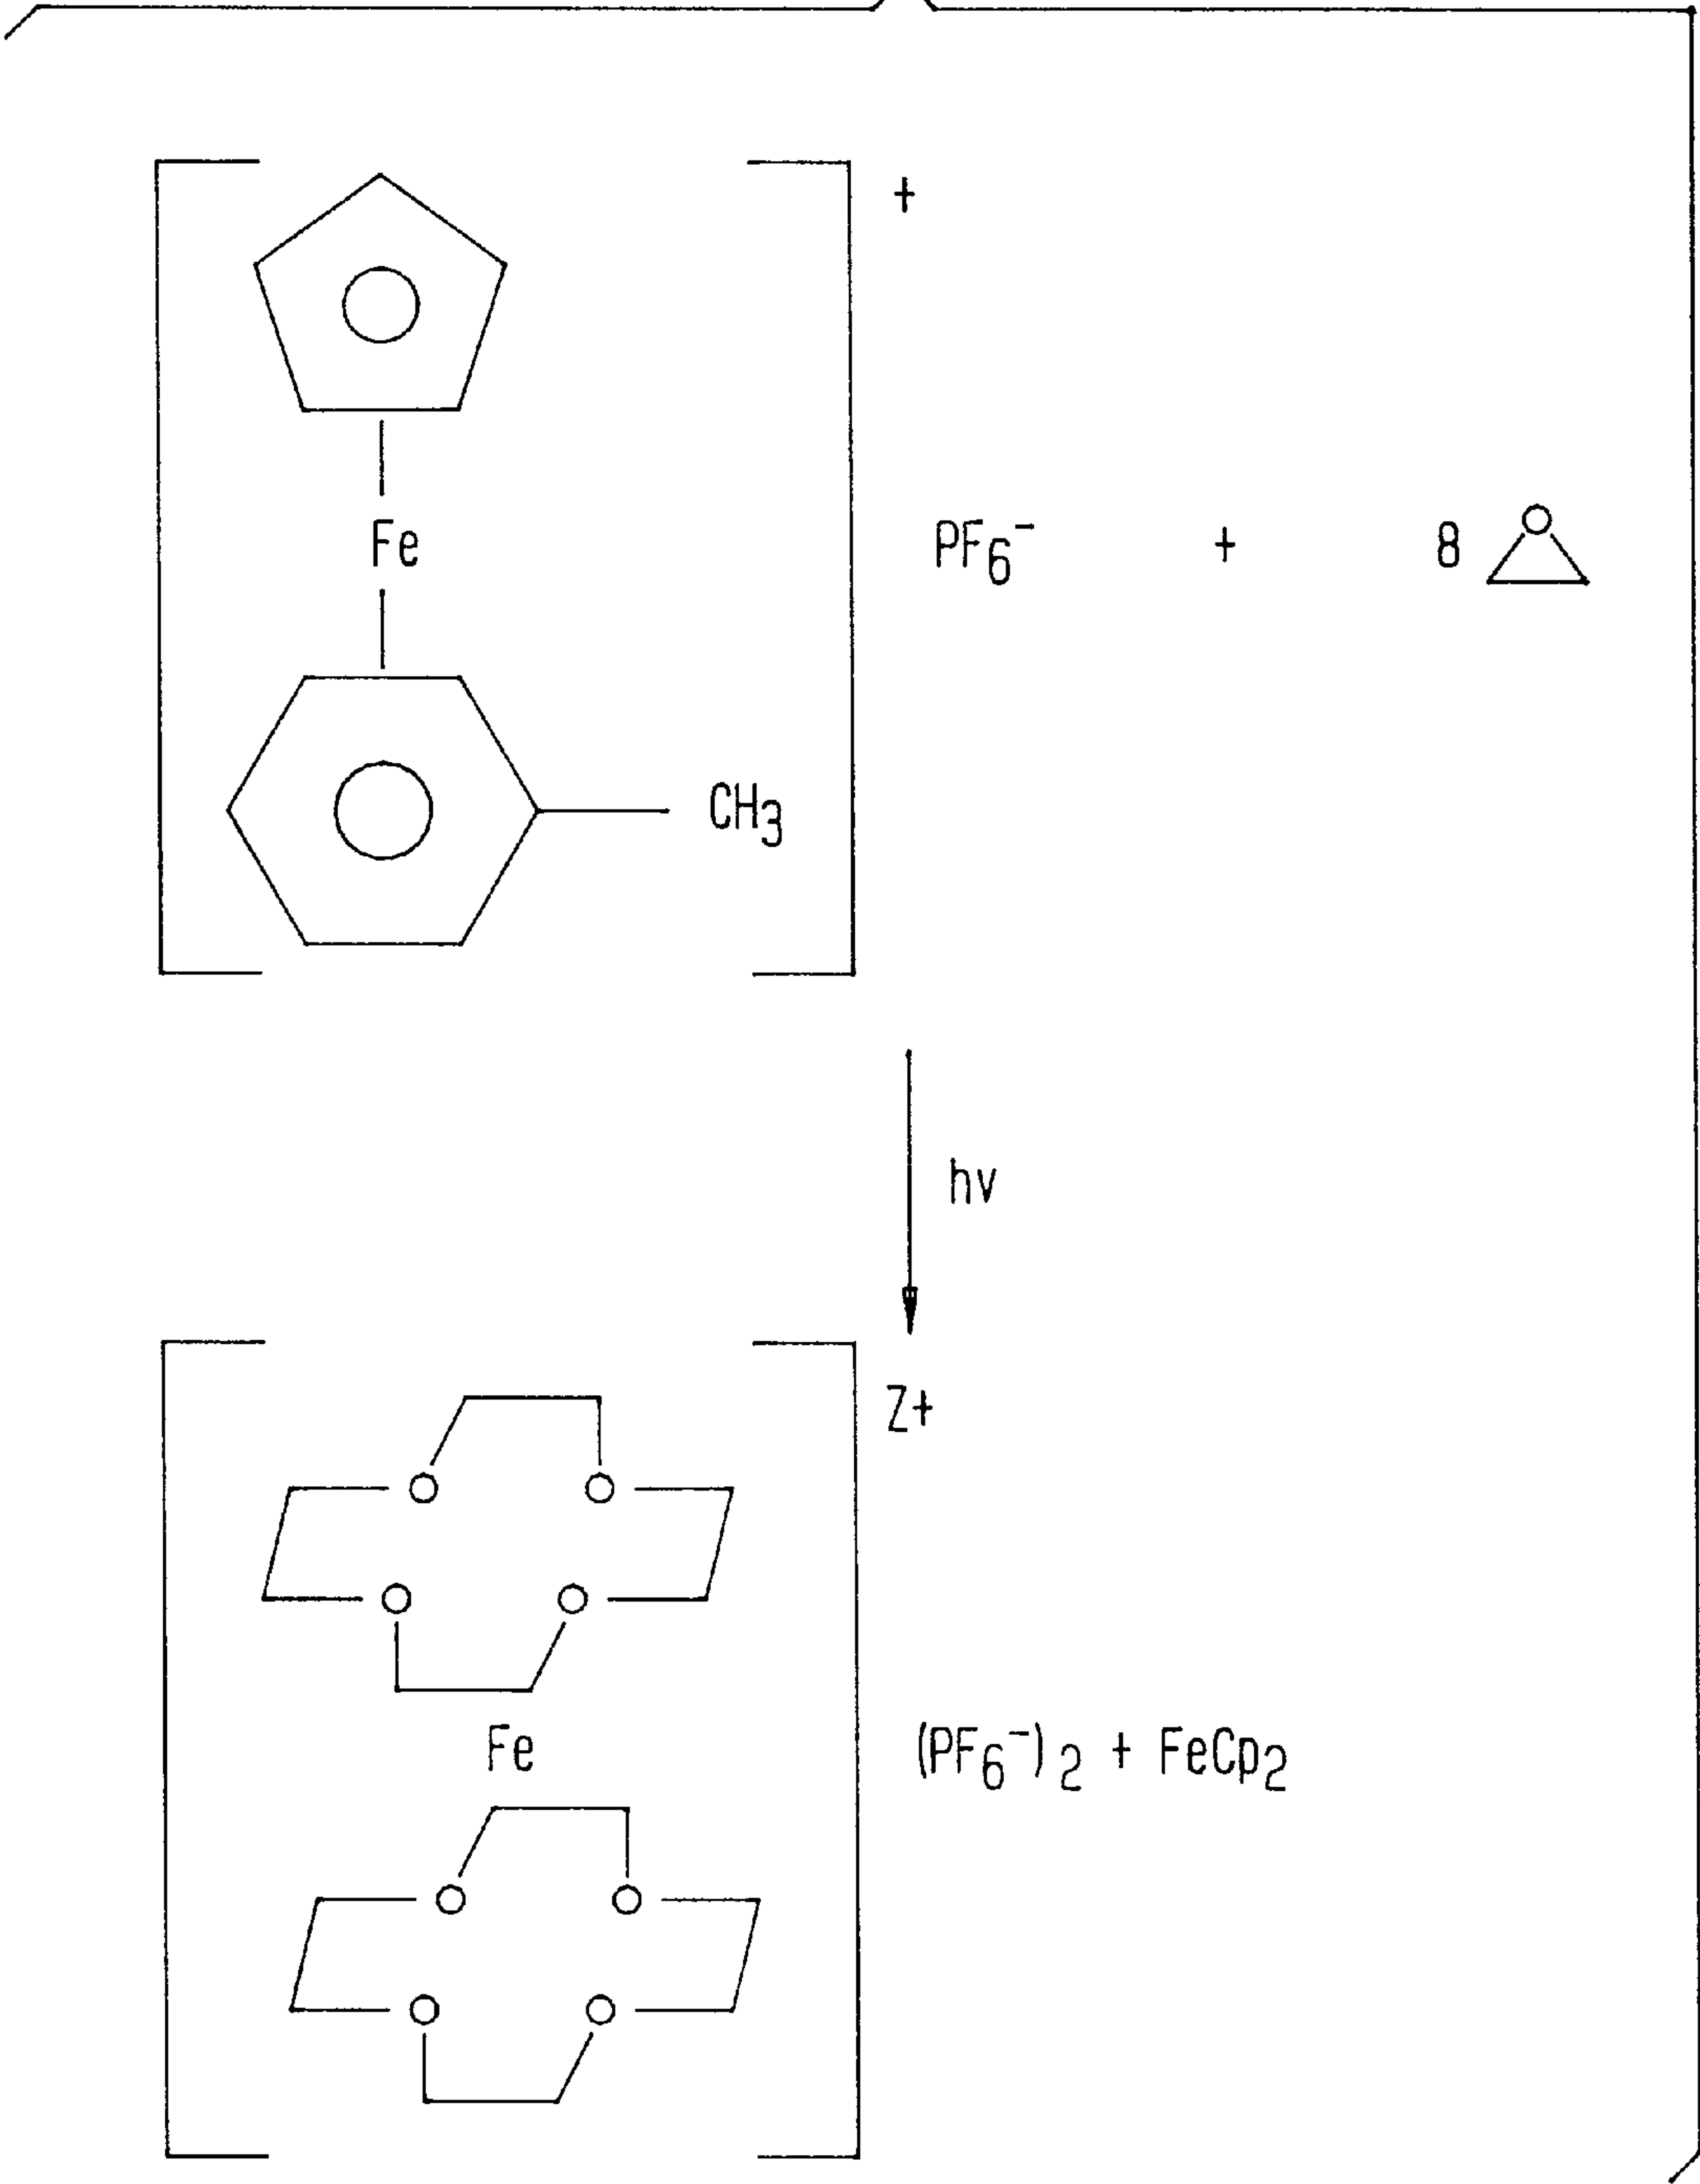 +
Fe
PF6⁻ + 8 O
CH3
hν
Z+
O O
O O
Fe
(PF6⁻)2 + FeCp2
O O
O O